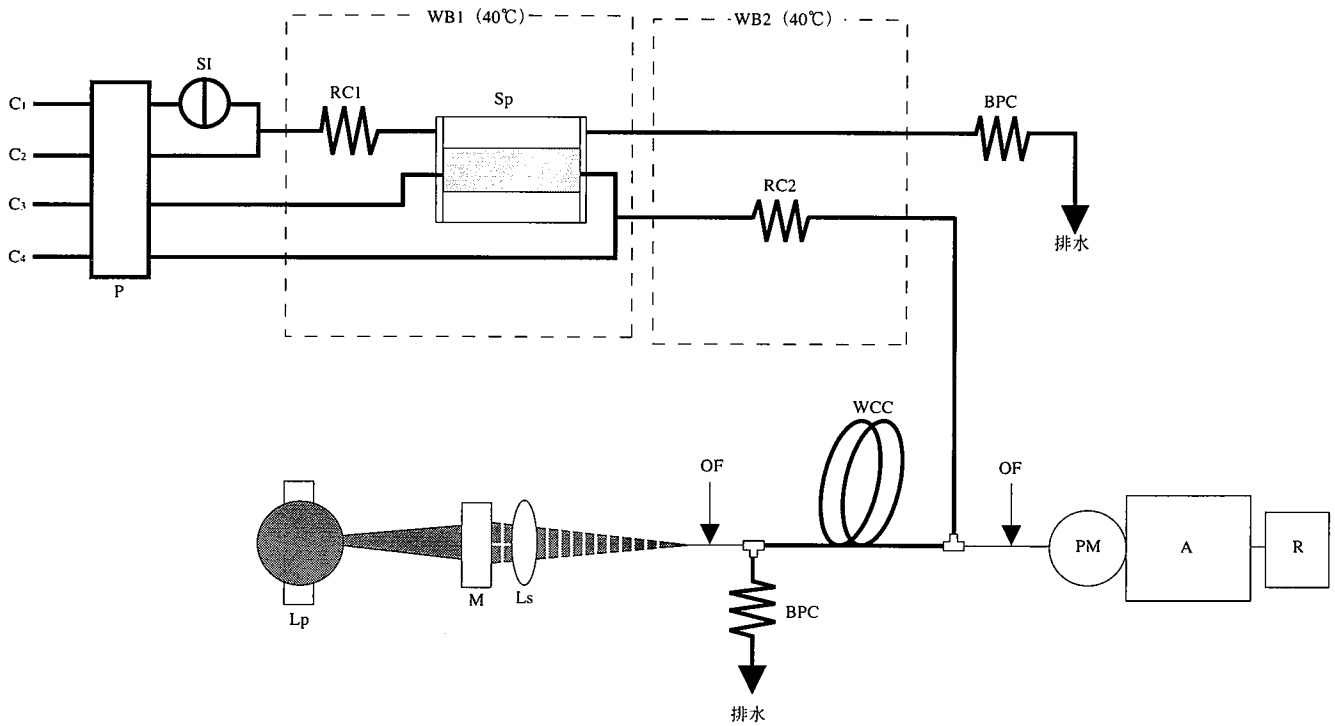 WB1 (40℃)
WB2 (40℃)
SI
C1
RC1
Sp
BPC
C2
RC2
C3
排水
C4
P
WCC
OF
OF
PM
A
R
M
Ls
Lp
BPC
排水